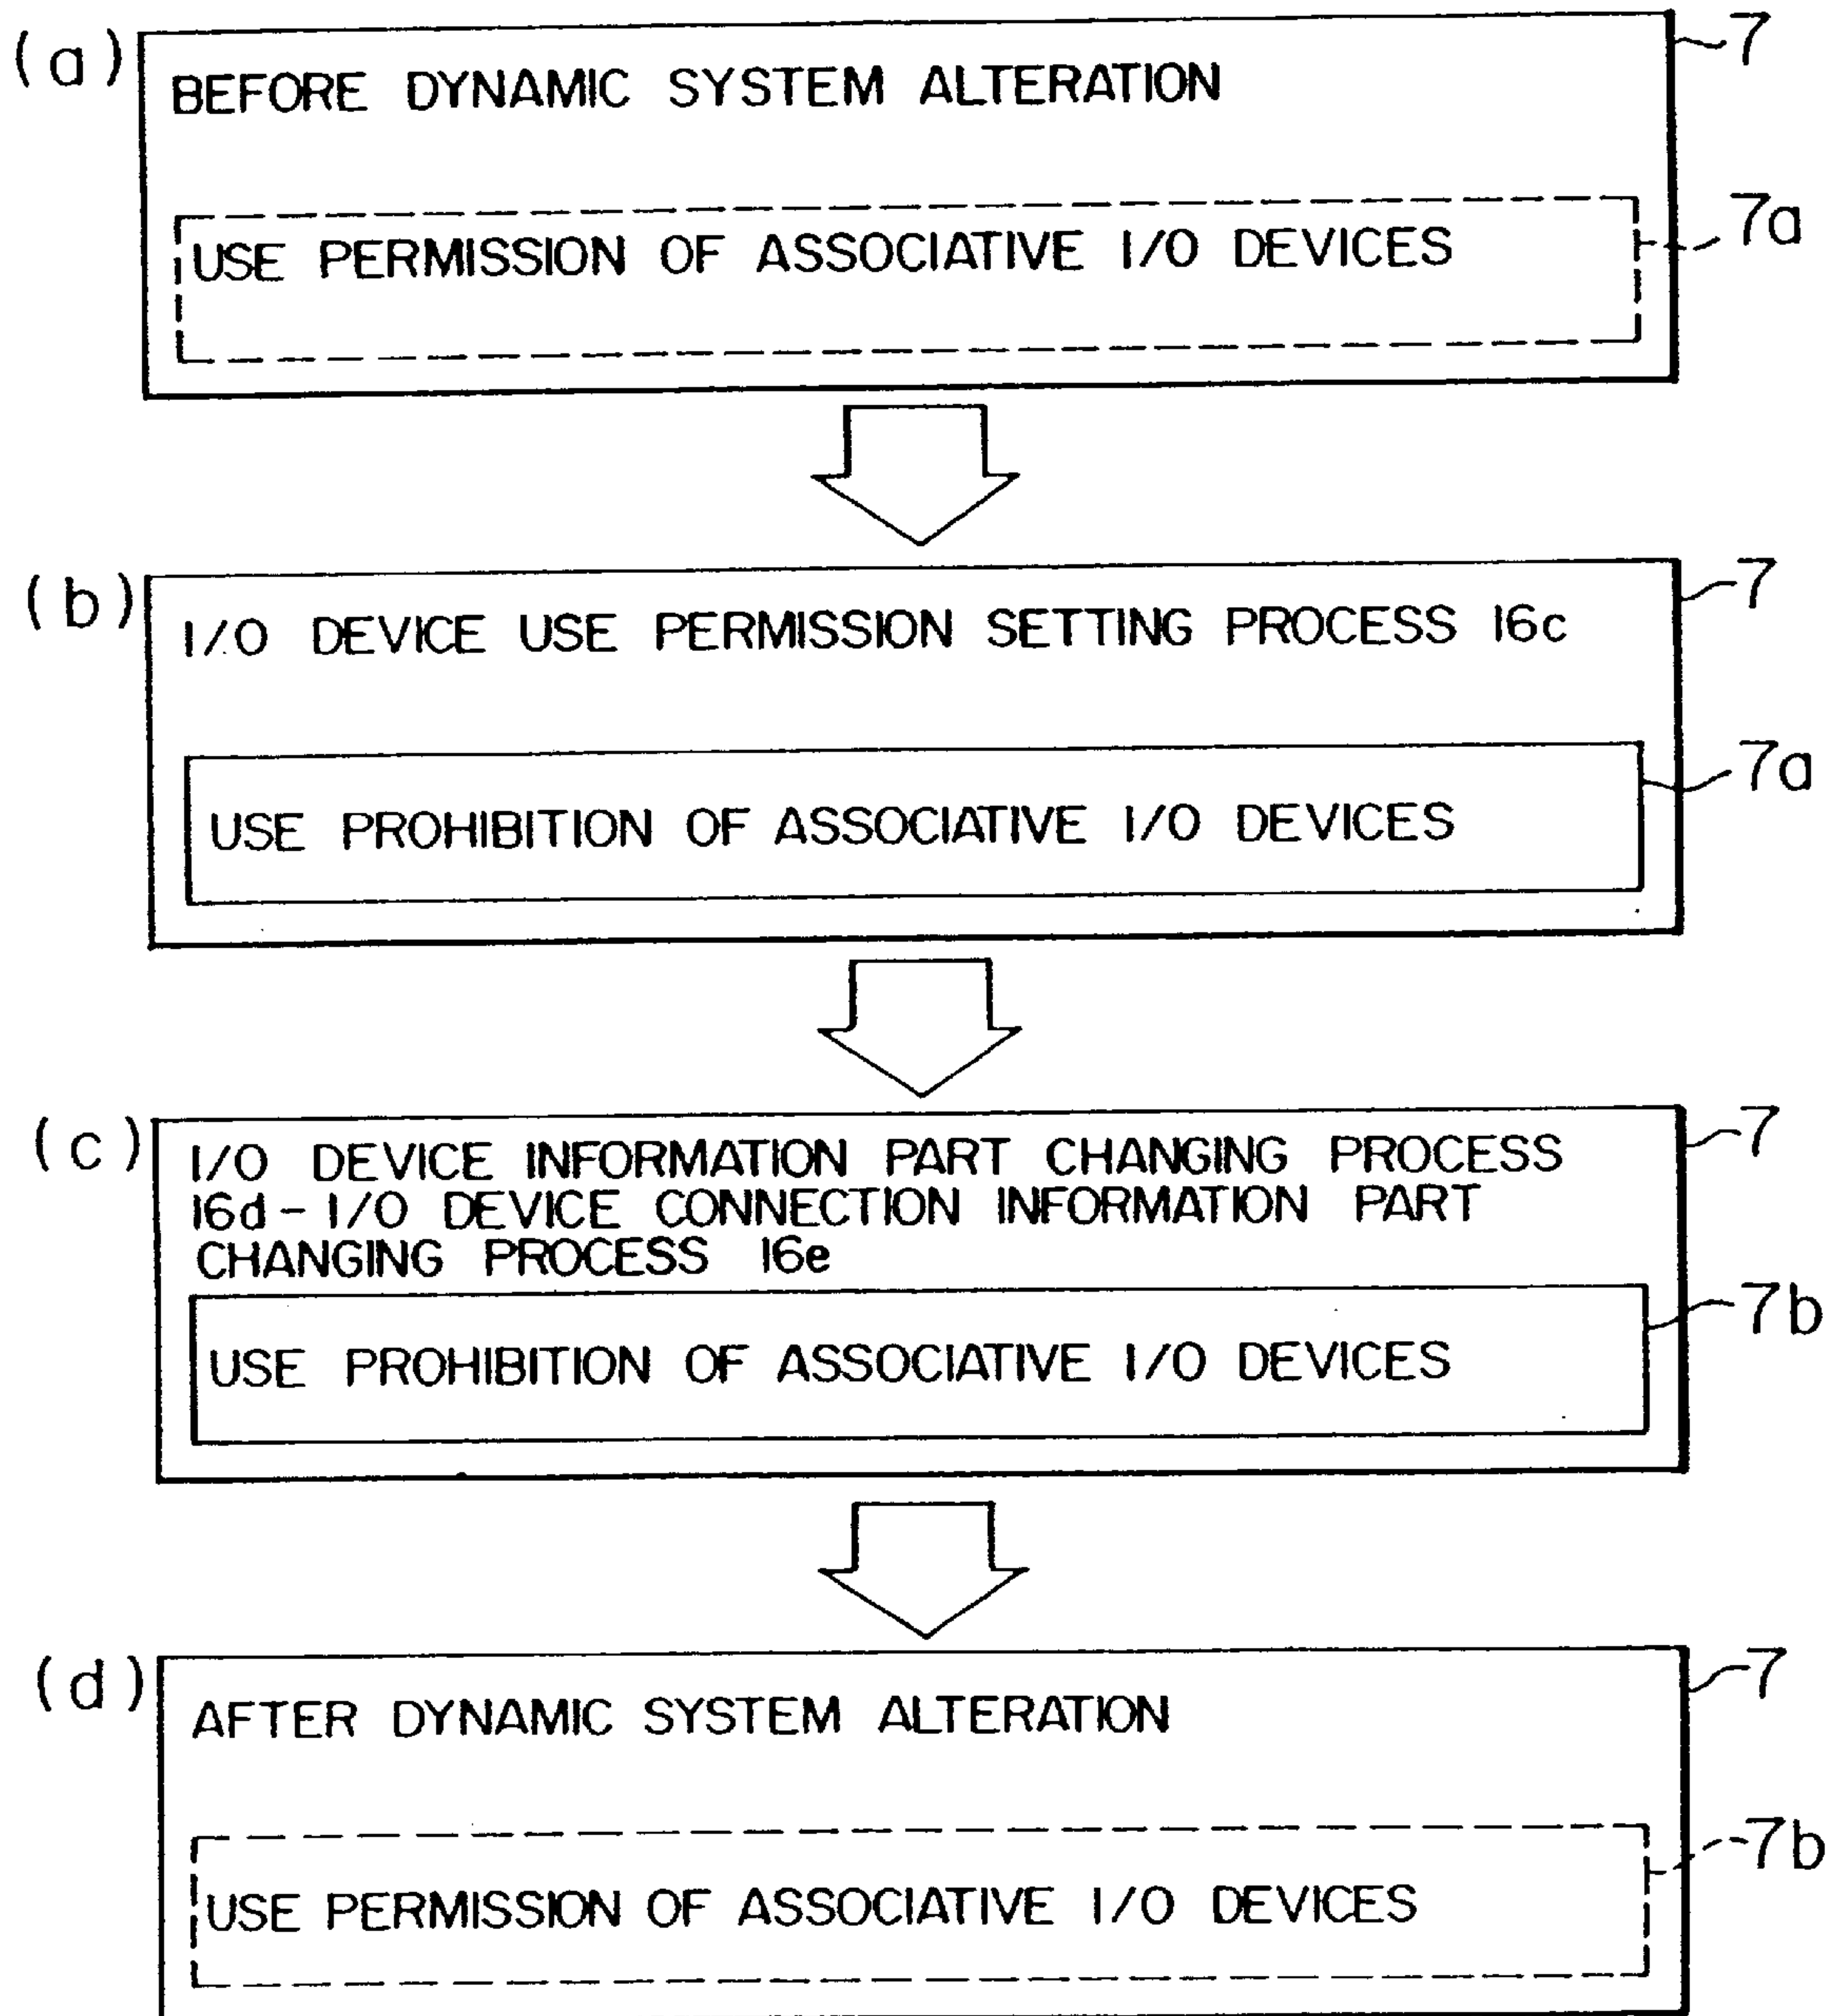 (a)
7
BEFORE DYNAMIC SYSTEM ALTERATION
7a
USE PERMISSION OF ASSOCIATIVE I/O DEVICES
(b)
7
I/O DEVICE USE PERMISSION SETTING PROCESS 16c
7a
USE PROHIBITION OF ASSOCIATIVE I/O DEVICES
(c)
7
I/O DEVICE INFORMATION PART CHANGING PROCESS
16d - I/O DEVICE CONNECTION INFORMATION PART
CHANGING PROCESS 16e
7b
USE PROHIBITION OF ASSOCIATIVE I/O DEVICES
(d)
7
AFTER DYNAMIC SYSTEM ALTERATION
7b
USE PERMISSION OF ASSOCIATIVE I/O DEVICES